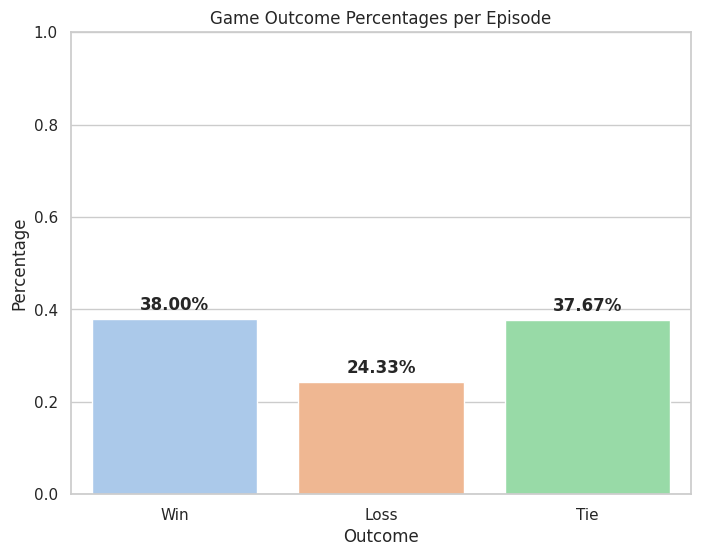 Game Outcome Percentages per Episode
1.0
0.8
0.6
0.4
0.2
0.0
Percentage
38.00%
24.33%
37.67%
Win
Loss
Tie
Outcome